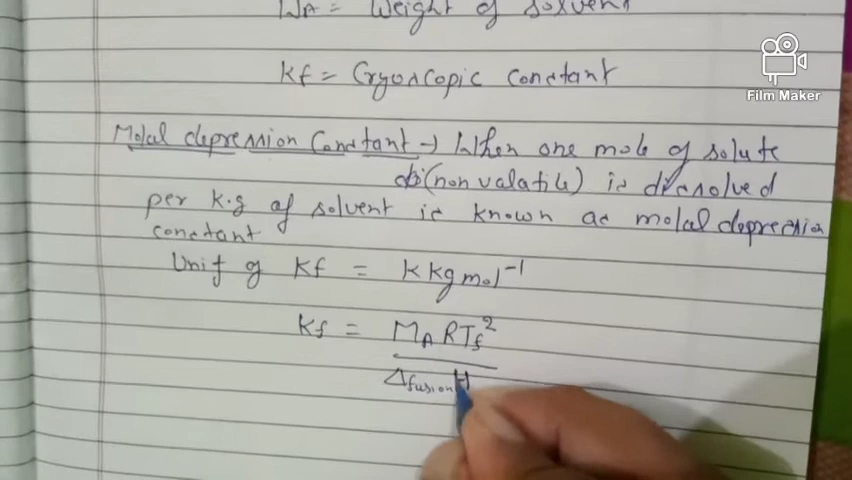 WA = Weight of solvent
Kf = Cryoscopic constant
Film Maker
Molal depression Constant → When one mole of solute
(non valatile) is dissolved
per k.g of solvent is known as molal depression
constant
Unit of Kf = K kg mol⁻¹
Kf = MA R Tf²
ΔfusionH